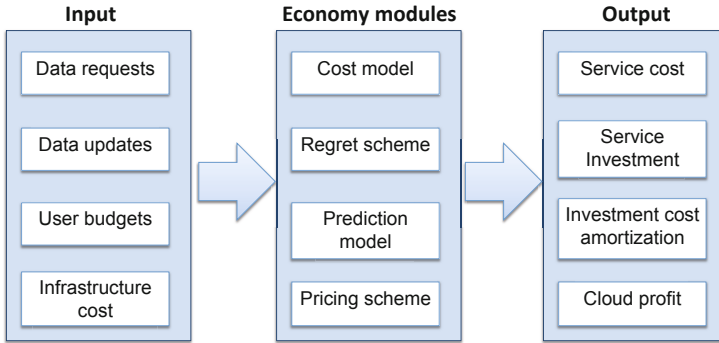 Input
Data requests
Data updates
User budgets
Infrastructure
cost
Economy modules
Cost model
Regret scheme
Prediction
model
Pricing scheme
Output
Service cost
Service
Investment
Investment cost
amortization
Cloud profit